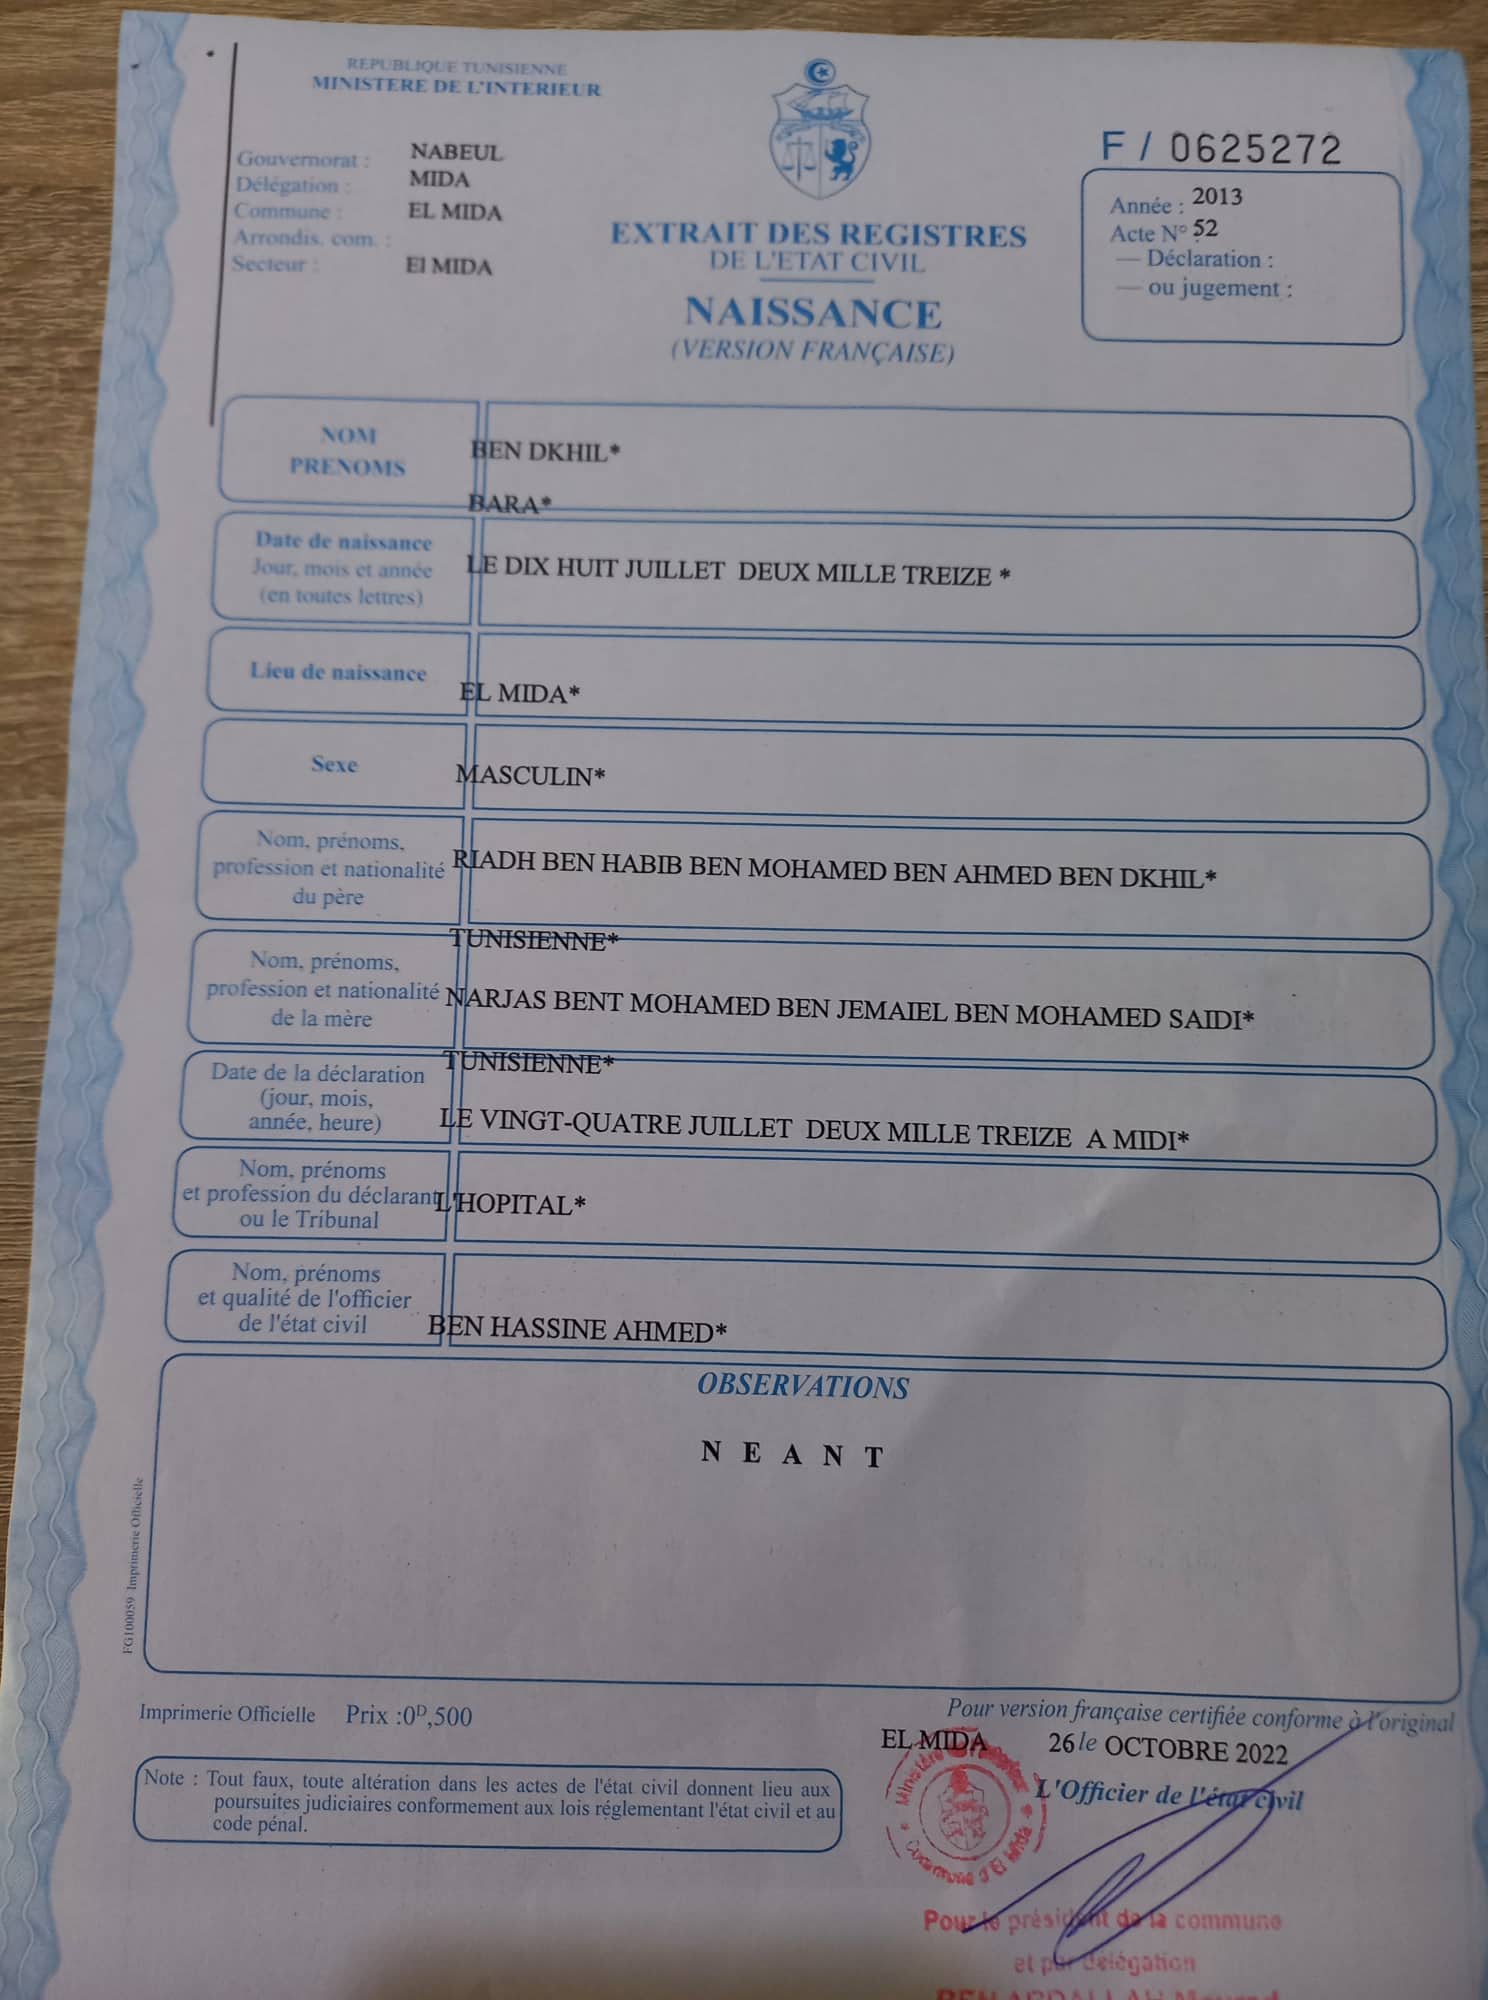 REPUBLIQUE TUNISIENNE
MINISTERE DE L'INTERIEUR
Gouvernorat : NABEUL
Délégation : MIDA
Commune : EL MIDA
Arrondis. com. :
Secteur : El MIDA
F / 0625272
Année : 2013
Acte N° 52
— Déclaration :
— ou jugement :
EXTRAIT DES REGISTRES
DE L'ETAT CIVIL
NAISSANCE
(VERSION FRANÇAISE)
NOM
PRENOMS
BEN DKHIL*
BARA*
Date de naissance
Jour, mois et année
(en toutes lettres)
LE DIX HUIT JUILLET DEUX MILLE TREIZE *
Lieu de naissance
EL MIDA*
Sexe
MASCULIN*
Nom, prénoms,
profession et nationalité
du père
RIADH BEN HABIB BEN MOHAMED BEN AHMED BEN DKHIL*
TUNISIENNE*
Nom, prénoms,
profession et nationalité
de la mère
NARJAS BENT MOHAMED BEN JEMAIEL BEN MOHAMED SAIDI*
TUNISIENNE*
Date de la déclaration
(jour, mois,
année, heure)
LE VINGT-QUATRE JUILLET DEUX MILLE TREIZE A MIDI*
Nom, prénoms
et profession du déclarant
ou le Tribunal
L'HOPITAL*
Nom, prénoms
et qualité de l'officier
de l'état civil
BEN HASSINE AHMED*
OBSERVATIONS
N E A N T
FG100059 Imprimerie Officielle
Imprimerie Officielle Prix :0D,500
Note : Tout faux, toute altération dans les actes de l'état civil donnent lieu aux
poursuites judiciaires conformement aux lois réglementant l'état civil et au
code pénal.
Pour version française certifiée conforme à l'original
EL MIDA 26 le OCTOBRE 2022
L'Officier de l'état civil
Commune d'El Mida
Pour le président de la commune
et par délégation
BEN ABDALLAH Mourad